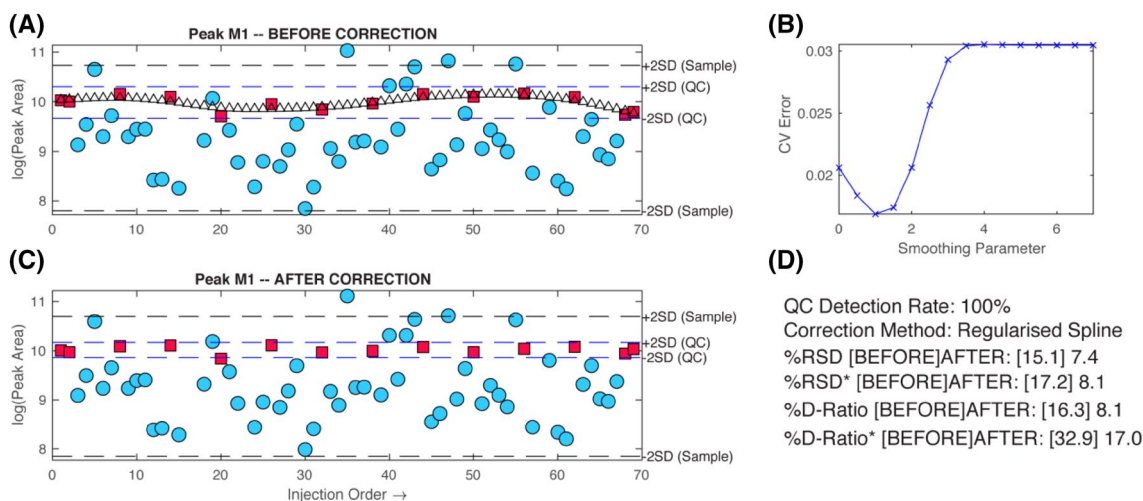 (A)
Peak M1 -- BEFORE CORRECTION
log(Peak Area)
11
10
9
8
+2SD (Sample)
+2SD (QC)
-2SD (QC)
-2SD (Sample)
0 10 20 30 40 50 60 70
(B)
CV Error
0.03
0.025
0.02
0 2 4 6
Smoothing Parameter
(C)
Peak M1 -- AFTER CORRECTION
log(Peak Area)
11
10
9
8
+2SD (Sample)
+2SD (QC)
-2SD (QC)
-2SD (Sample)
0 10 20 30 40 50 60 70
Injection Order →
(D)
QC Detection Rate: 100%
Correction Method: Regularised Spline
%RSD [BEFORE]AFTER: [15.1] 7.4
%RSD* [BEFORE]AFTER: [17.2] 8.1
%D-Ratio [BEFORE]AFTER: [16.3] 8.1
%D-Ratio* [BEFORE]AFTER: [32.9] 17.0